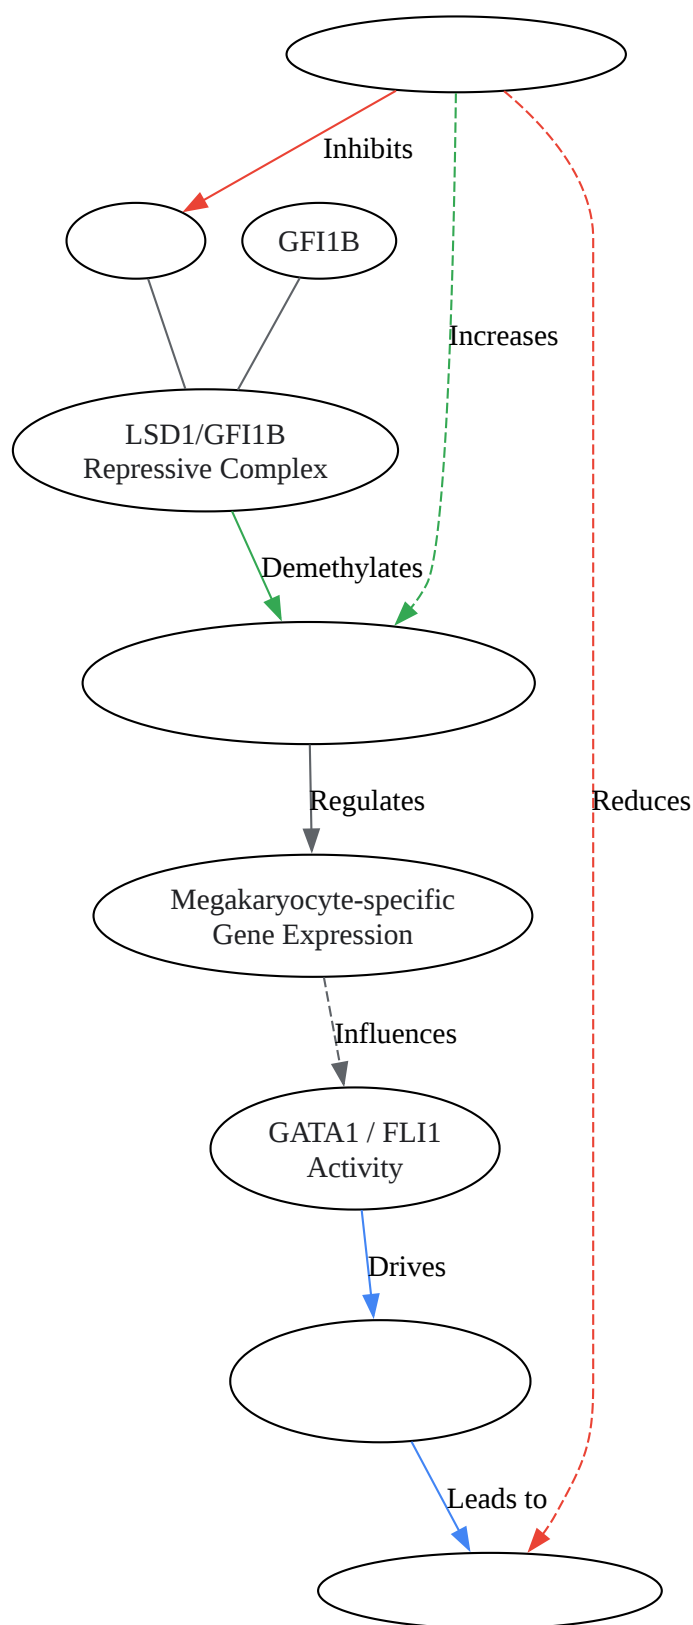 Inhibits
GFI1B
Increases
LSD1/GFI1B
Repressive Complex
Demethylates
Regulates
Reduces
Megakaryocyte-specific
Gene Expression
Influences
GATA1 / FLI1
Activity
Drives
Leads to